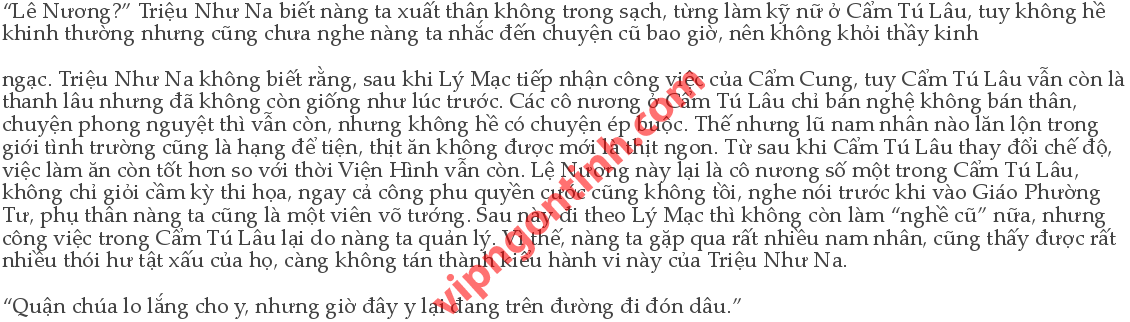 “Lê Nương?” Triệu Như Na biết nàng ta xuất thân không trong sạch, từng làm kỹ nữ ở Cẩm Tú Lâu, tuy không hề
khinh thường nhưng cũng chưa nghe nàng ta nhắc đến chuyện cũ bao giờ, nên không khỏi thầy kinh
ngạc. Triệu Như Na không biết rằng, sau khi Lý Mạc tiếp nhận công việc của Cẩm Cung, tuy Cẩm Tú Lâu vẫn còn là
thanh lâu nhưng đã không còn giống như lúc trước. Các cô nương ở Cẩm Tú Lâu chỉ bán nghệ không bán thân,
chuyện phong nguyệt thì vẫn còn, nhưng không hề có chuyện ép buộc. Thế nhưng lũ nam nhân nào lăn lộn trong
giới tình trường cũng là hạng để tiện, thịt ăn không được mới là thịt ngon. Từ sau khi Cẩm Tú Lâu thay đổi chế độ,
việc làm ăn còn tốt hơn so với thời Viện Hình vẫn còn. Lệ Nương này lại là cô nương số một trong Cẩm Tú Lâu,
không chỉ giỏi cầm kỳ thi họa, ngay cả công phu quyền cước cũng không tồi, nghe nói trước khi vào Giáo Phường
Tư, phụ thân nàng ta cũng là một viên võ tướng. Sau này đi theo Lý Mạc thì không còn làm “nghề cũ” nữa, nhưng
công việc trong Cẩm Tú Lâu lại do nàng ta quản lý. Vì thế, nàng ta gặp qua rất nhiều nam nhân, cũng thấy được rất
nhiều thói hư tật xấu của họ, càng không tán thành kiểu hành vi này của Triệu Như Na.
“Quận chúa lo lắng cho y, nhưng giờ đây y lại đang trên đường đi đón dâu.”
vipngontinh.com